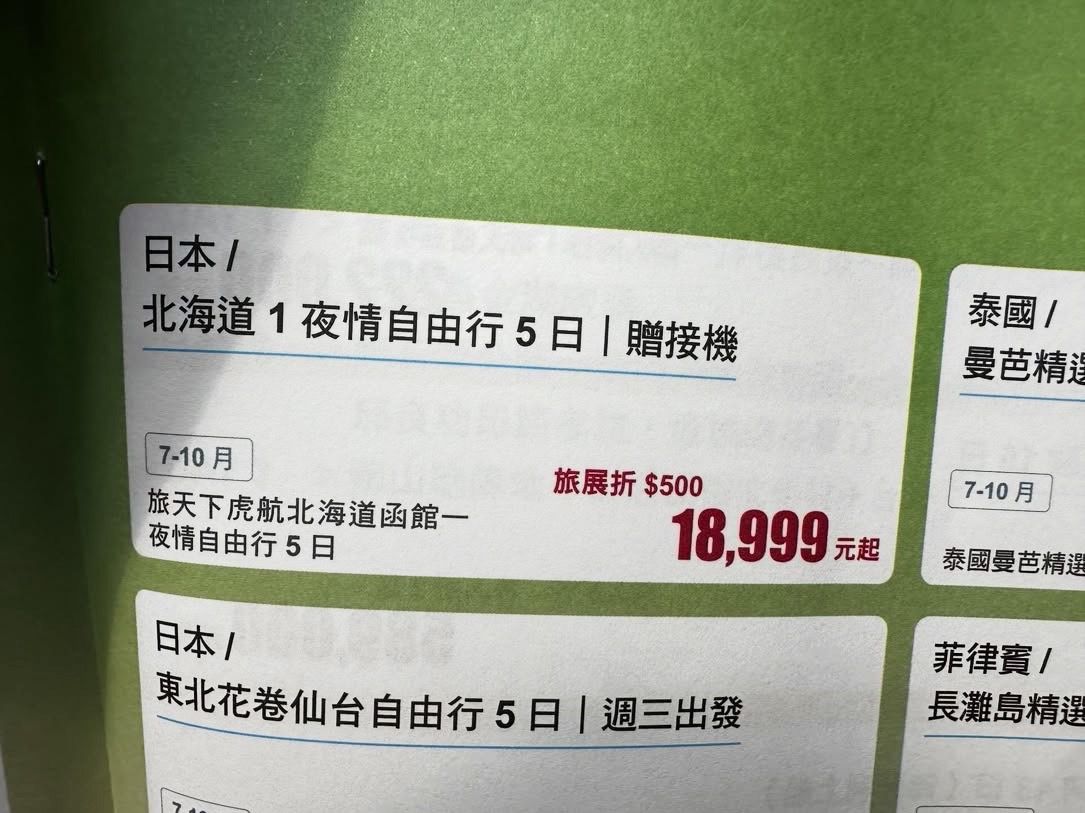 日本 /
北海道 1 夜情自由行 5 日｜贈接機
7-10 月
旅天下虎航北海道函館一
夜情自由行 5 日
旅展折 $500
18,999 元起
泰國 /
曼芭精選
7-10 月
泰國曼芭精選
日本 /
東北花卷仙台自由行 5 日｜週三出發
菲律賓 /
長灘島精選